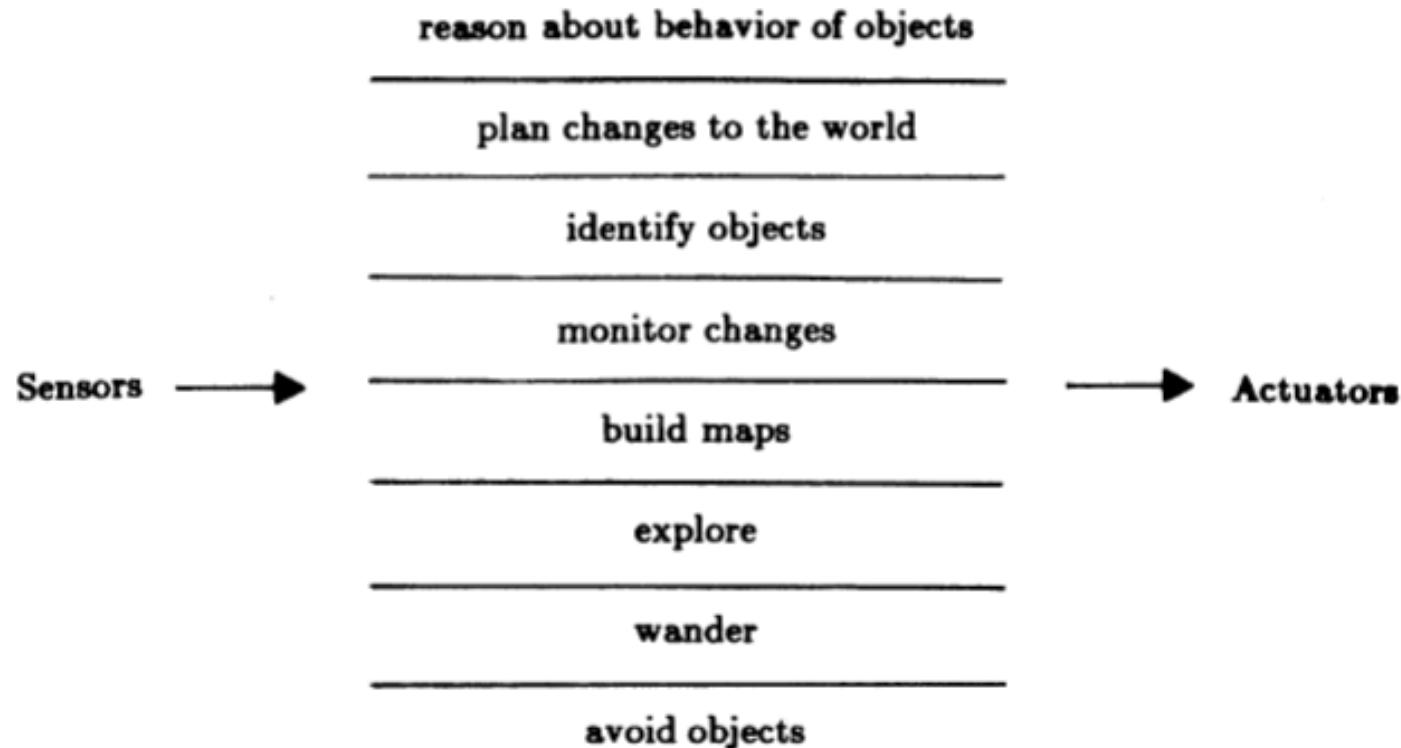 reason about behavior of objects
plan changes to the world
identify objects
monitor changes
Sensors
Actuators
build maps
explore
wander
avoid objects